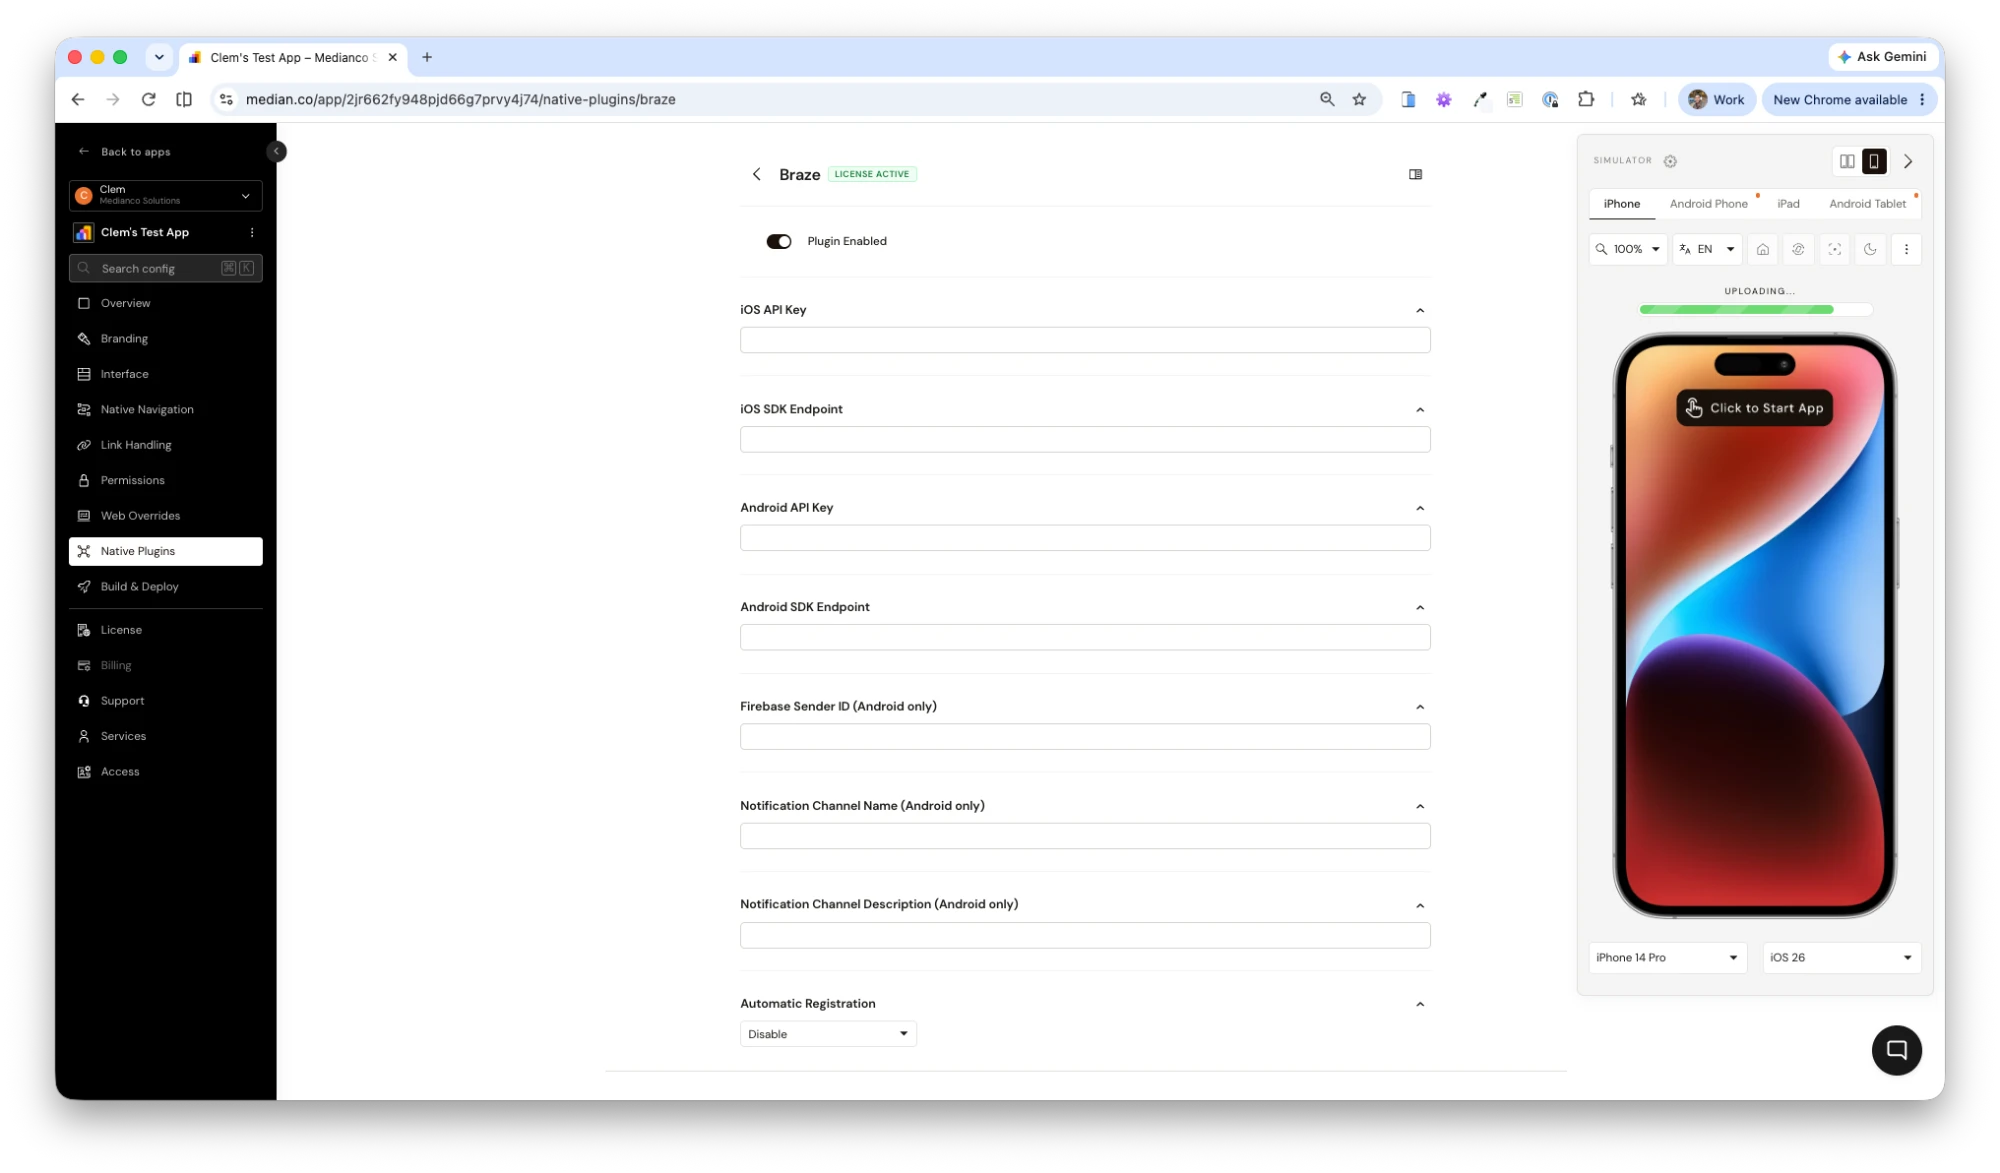 Clem's Test App – Medianco S
Ask Gemini
median.co/app/2jr662fy948pjd66g7prvy4j74/native-plugins/braze
Work
New Chrome available
Back to apps
C
Clem
Medianco Solutions
Clem's Test App
Search config
⌘ K
Overview
Branding
Interface
Native Navigation
Link Handling
Permissions
Web Overrides
Native Plugins
Build & Deploy
License
Billing
Support
Services
Access
Braze
LICENSE ACTIVE
Plugin Enabled
iOS API Key
iOS SDK Endpoint
Android API Key
Android SDK Endpoint
Firebase Sender ID (Android only)
Notification Channel Name (Android only)
Notification Channel Description (Android only)
Automatic Registration
Disable
SIMULATOR
iPhone
Android Phone
iPad
Android Tablet
100%
EN
UPLOADING...
Click to Start App
iPhone 14 Pro
iOS 26